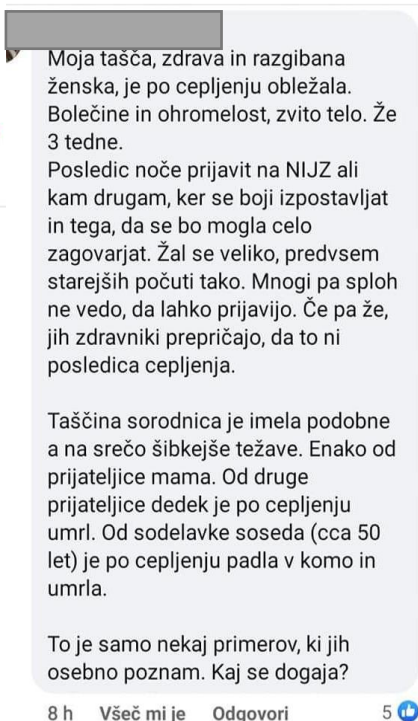 Moja tašča, zdrava in razgibana
ženska, je po cepljenju obležala.
Bolečine in ohromelost, zvito telo. Že
3 tedne.
Posledic noče prijavit na NIJZ ali
kam drugam, ker se boji izpostavljat
in tega, da se bo mogla celo
zagovarjat. Žal se veliko, predvsem
starejših počuti tako. Mnogi pa sploh
ne vedo, da lahko prijavijo. Če pa že,
jih zdravniki prepričajo, da to ni
posledica cepljenja.

Taščina sorodnica je imela podobne
a na srečo šibkejše težave. Enako od
prijateljice mama. Od druge
prijateljice dedek je po cepljenju
umrl. Od sodelavke soseda (cca 50
let) je po cepljenju padla v komo in
umrla.

To je samo nekaj primerov, ki jih
osebno poznam. Kaj se dogaja?
8 h Všeč mi je Odgovori 5